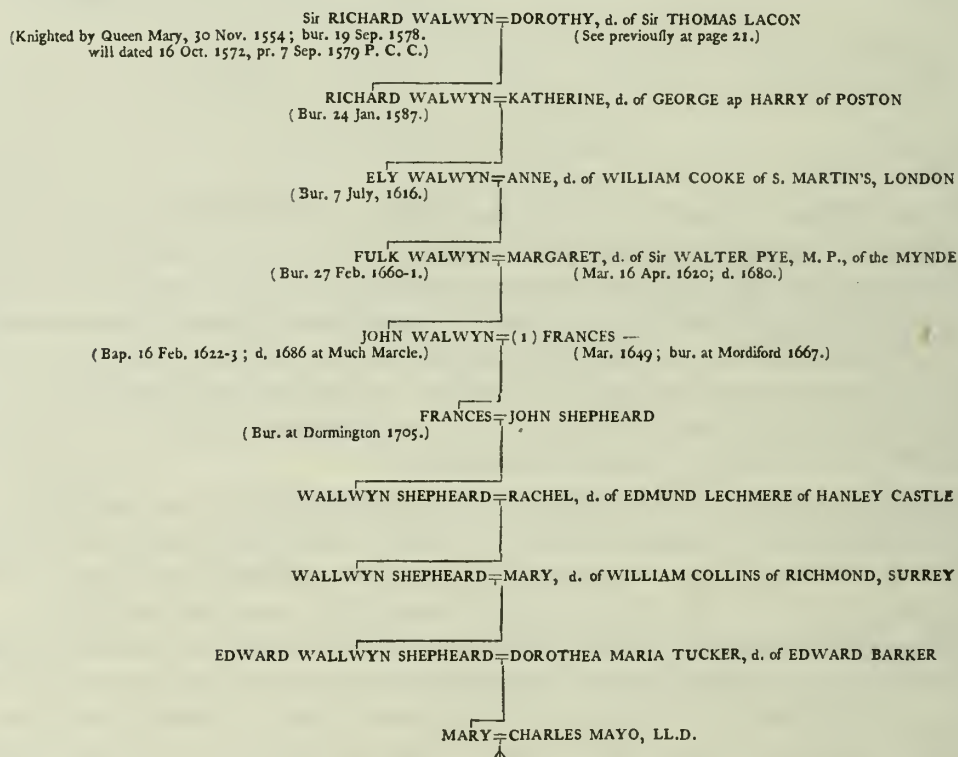 Sir RICHARD WALWYN=DOROTHY, d. of Sir THOMAS LACON
(Knighted by Queen Mary, 30 Nov. 1554; bur. 19 Sep. 1578. (See previouſly at page 21.)
will dated 16 Oct. 1572, pr. 7 Sep. 1579 P. C. C.)
RICHARD WALWYN=KATHERINE, d. of GEORGE ap HARRY of POSTON
(Bur. 24 Jan. 1587.)
ELY WALWYN=ANNE, d. of WILLIAM COOKE of S. MARTIN'S, LONDON
(Bur. 7 July, 1616.)
FULK WALWYN=MARGARET, d. of Sir WALTER PYE, M. P., of the MYNDE
(Bur. 27 Feb. 1660-1.) (Mar. 16 Apr. 1620; d. 1680.)
JOHN WALWYN=(1) FRANCES —
(Bap. 16 Feb. 1622-3; d. 1686 at Much Marcle.) (Mar. 1649; bur. at Mordiford 1667.)
FRANCES=JOHN SHEPHEARD
(Bur. at Dormington 1705.)
WALLWYN SHEPHEARD=RACHEL, d. of EDMUND LECHMERE of HANLEY CASTLE
WALLWYN SHEPHEARD=MARY, d. of WILLIAM COLLINS of RICHMOND, SURREY
EDWARD WALLWYN SHEPHEARD=DOROTHEA MARIA TUCKER, d. of EDWARD BARKER
MARY=CHARLES MAYO, LL.D.